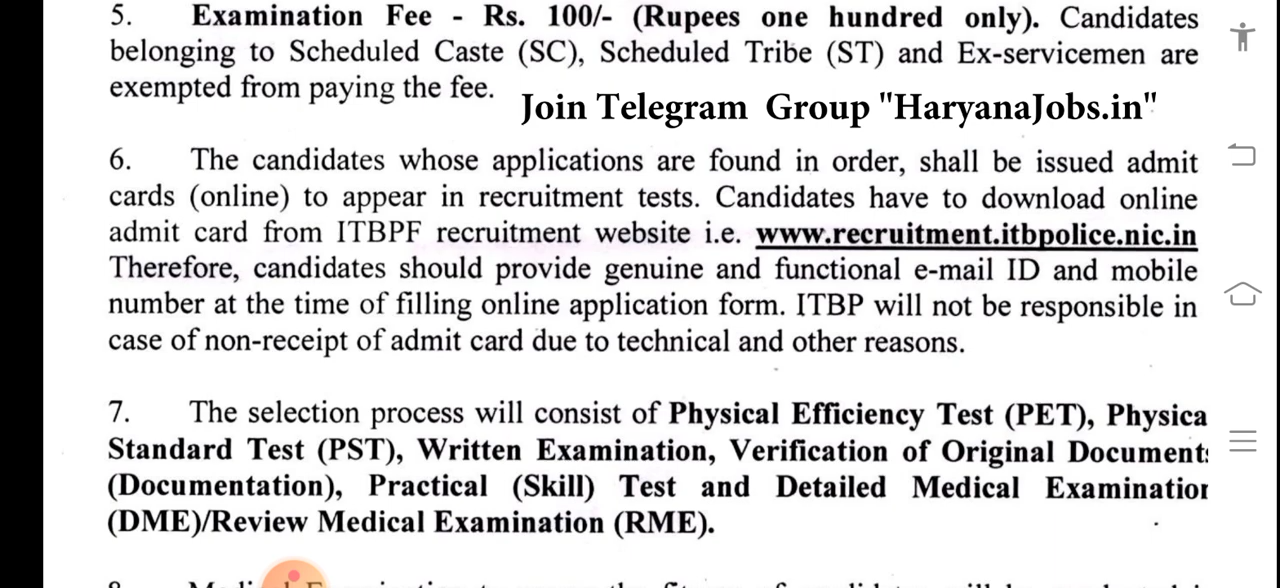 5. Examination Fee - Rs. 100/- (Rupees one hundred only). Candidates
belonging to Scheduled Caste (SC), Scheduled Tribe (ST) and Ex-servicemen are
exempted from paying the fee.
Join Telegram Group "HaryanaJobs.in"
6. The candidates whose applications are found in order, shall be issued admit
cards (online) to appear in recruitment tests. Candidates have to download online
admit card from ITBPF recruitment website i.e. www.recruitment.itbpolice.nic.in
Therefore, candidates should provide genuine and functional e-mail ID and mobile
number at the time of filling online application form. ITBP will not be responsible in
case of non-receipt of admit card due to technical and other reasons.
7. The selection process will consist of Physical Efficiency Test (PET), Physica
Standard Test (PST), Written Examination, Verification of Original Document
(Documentation), Practical (Skill) Test and Detailed Medical Examination
(DME)/Review Medical Examination (RME).